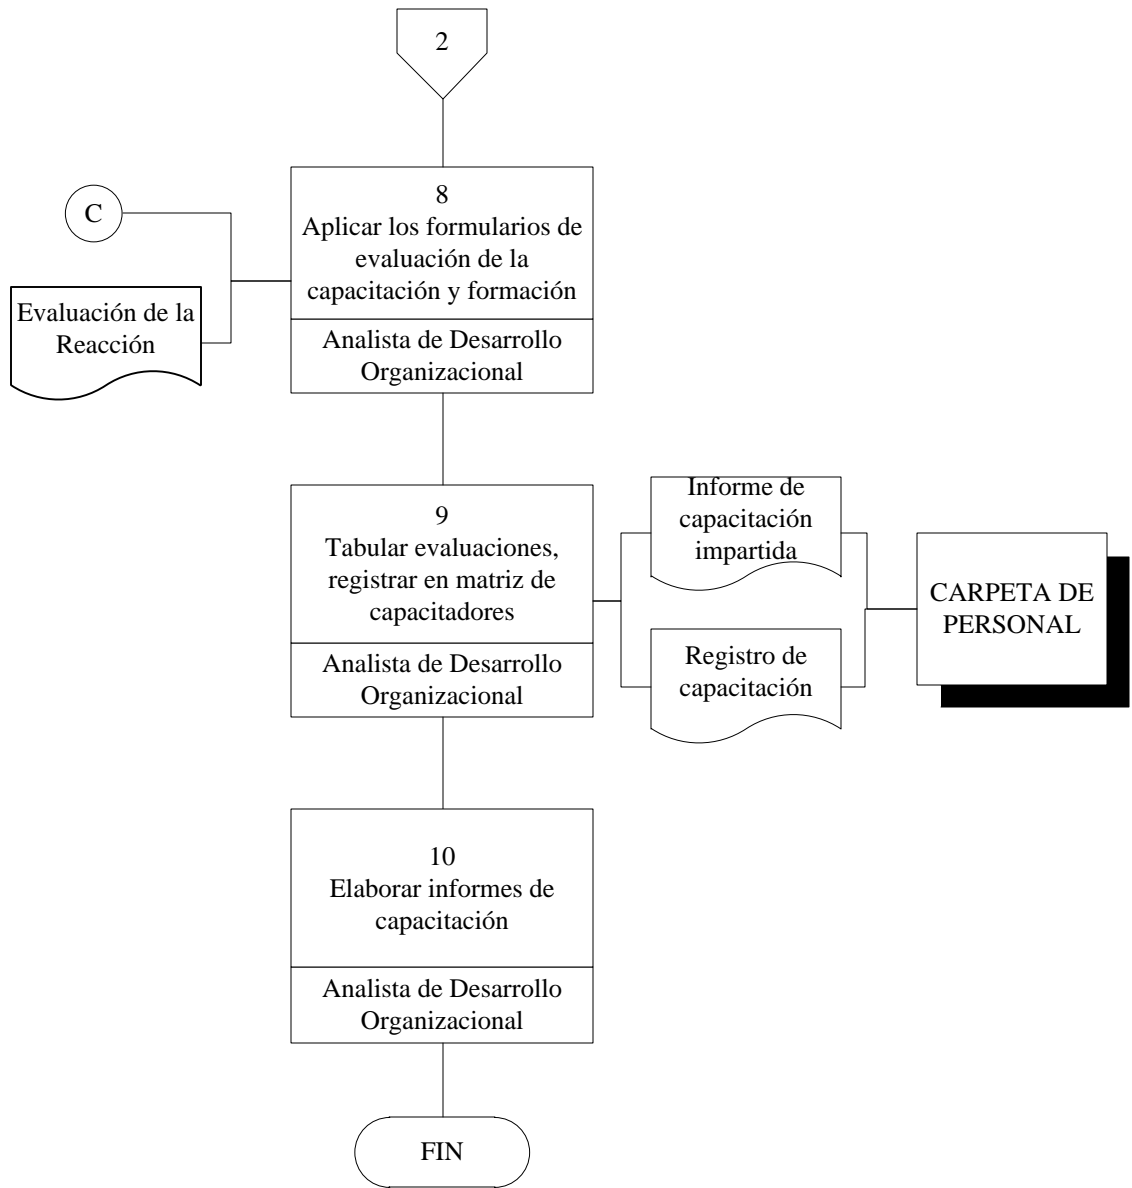 2
C
Evaluación de la
Reacción
8
Aplicar los formularios de
evaluación de la
capacitación y formación
Analista de Desarrollo
Organizacional
9
Tabular evaluaciones,
registrar en matriz de
capacitadores
Analista de Desarrollo
Organizacional
Informe de
capacitación
impartida
Registro de
capacitación
CARPETA DE
PERSONAL
10
Elaborar informes de
capacitación
Analista de Desarrollo
Organizacional
FIN